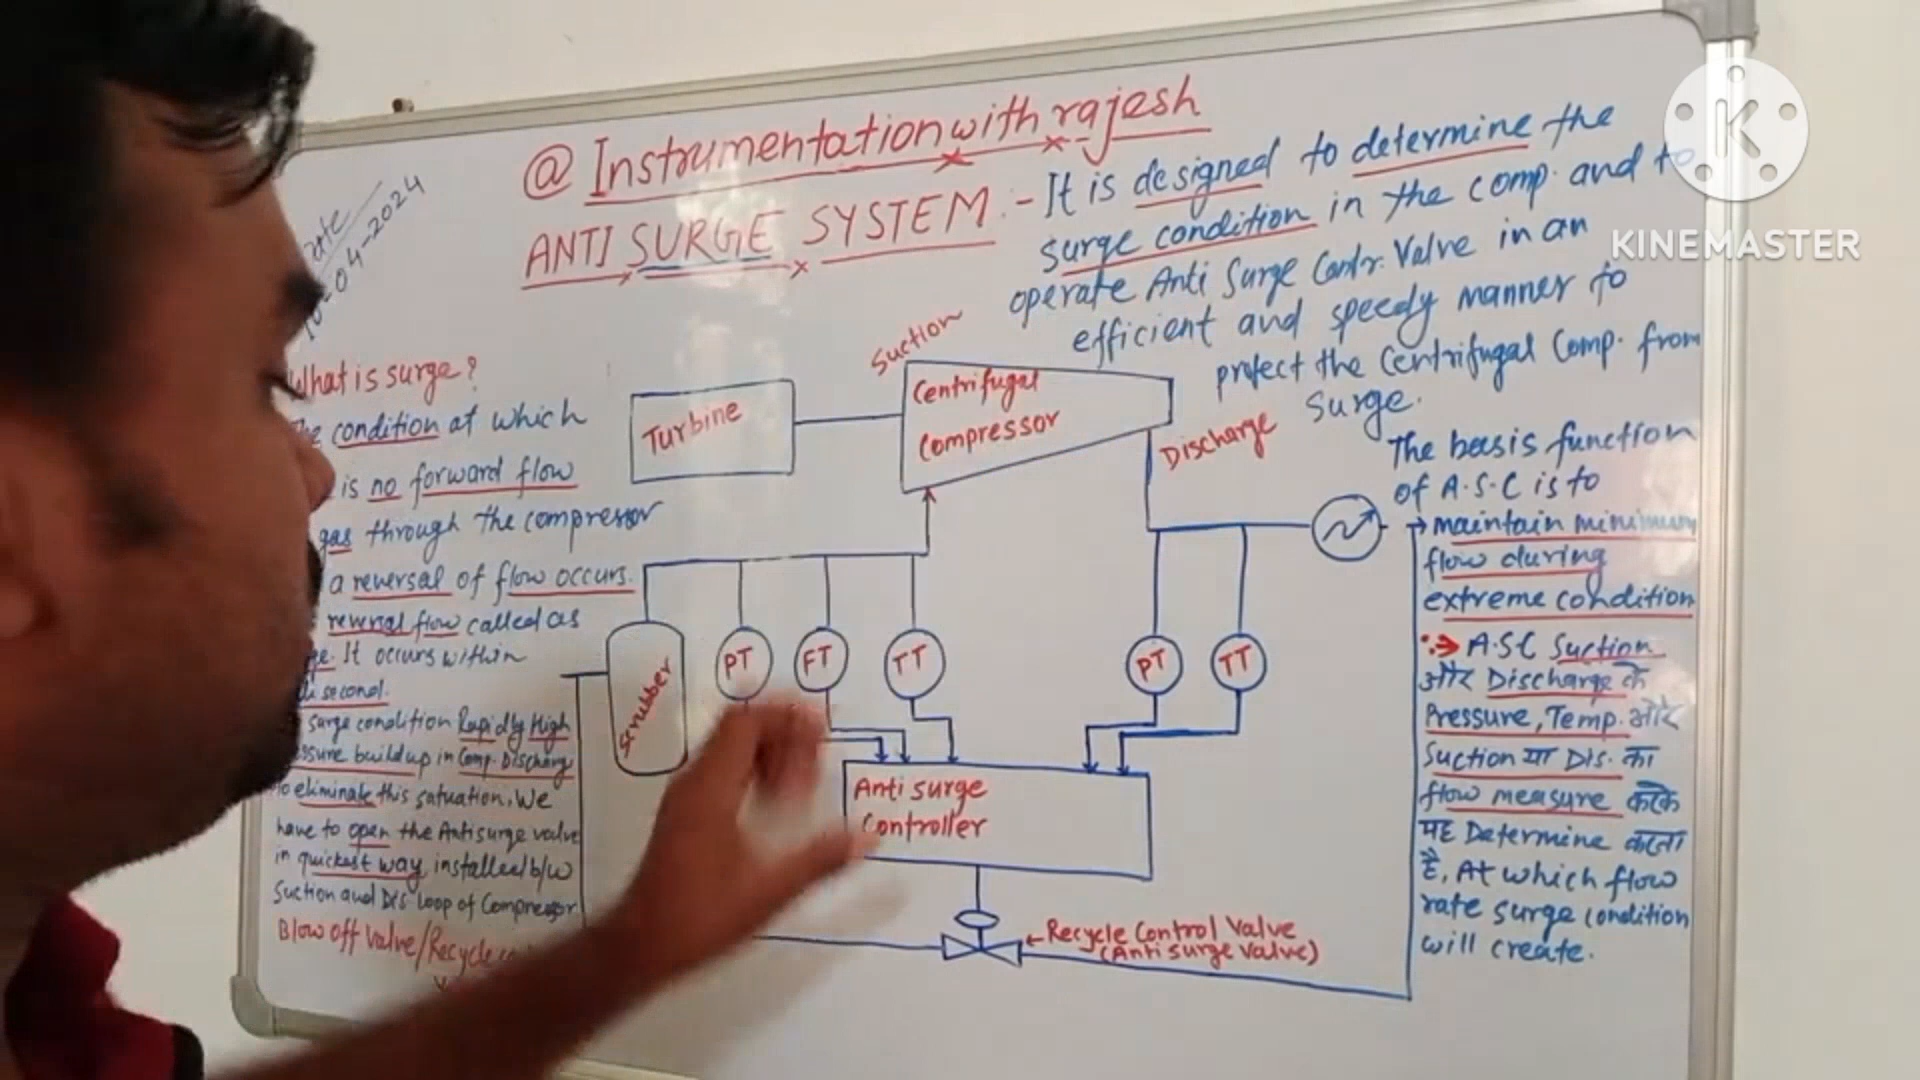 @ Instrumentation with rajesh
ANTI SURGE SYSTEM :- It is designed to determine the
surge condition in the comp. and to
operate Anti Surge Contr. Valve in an
efficient and speedy manner to
protect the Centrifugal Comp. from
Surge.
-04-2024
What is surge?
condition at which
is no forward flow
gas through the compressor
a reversal of flow occurs.
reversal flow called as
It occurs within
second.
surge condition Rapidly High
buildup in Comp. Discharg
to eliminate this satuation, We
have to open the Antisurge valve
in quickest way, installed b/w
Suction and Dis- loop of Compressor
Blow off valve/Recycle
Suction
Turbine
Centrifugal
Compressor
Discharge
Scrubber
PT
FT
TT
PT
TT
Anti surge
Controller
← Recycle Control Valve
(Anti surge valve)
The basis function
of A.S.C is to
→ maintain minimum
flow during
extreme condition
A.S.C Suction
और Discharge के
Pressure, Temp. और
Suction या Dis. का
flow measure करके
यह Determine करता
है, At which flow
rate surge condition
will create.
KINEMASTER
K